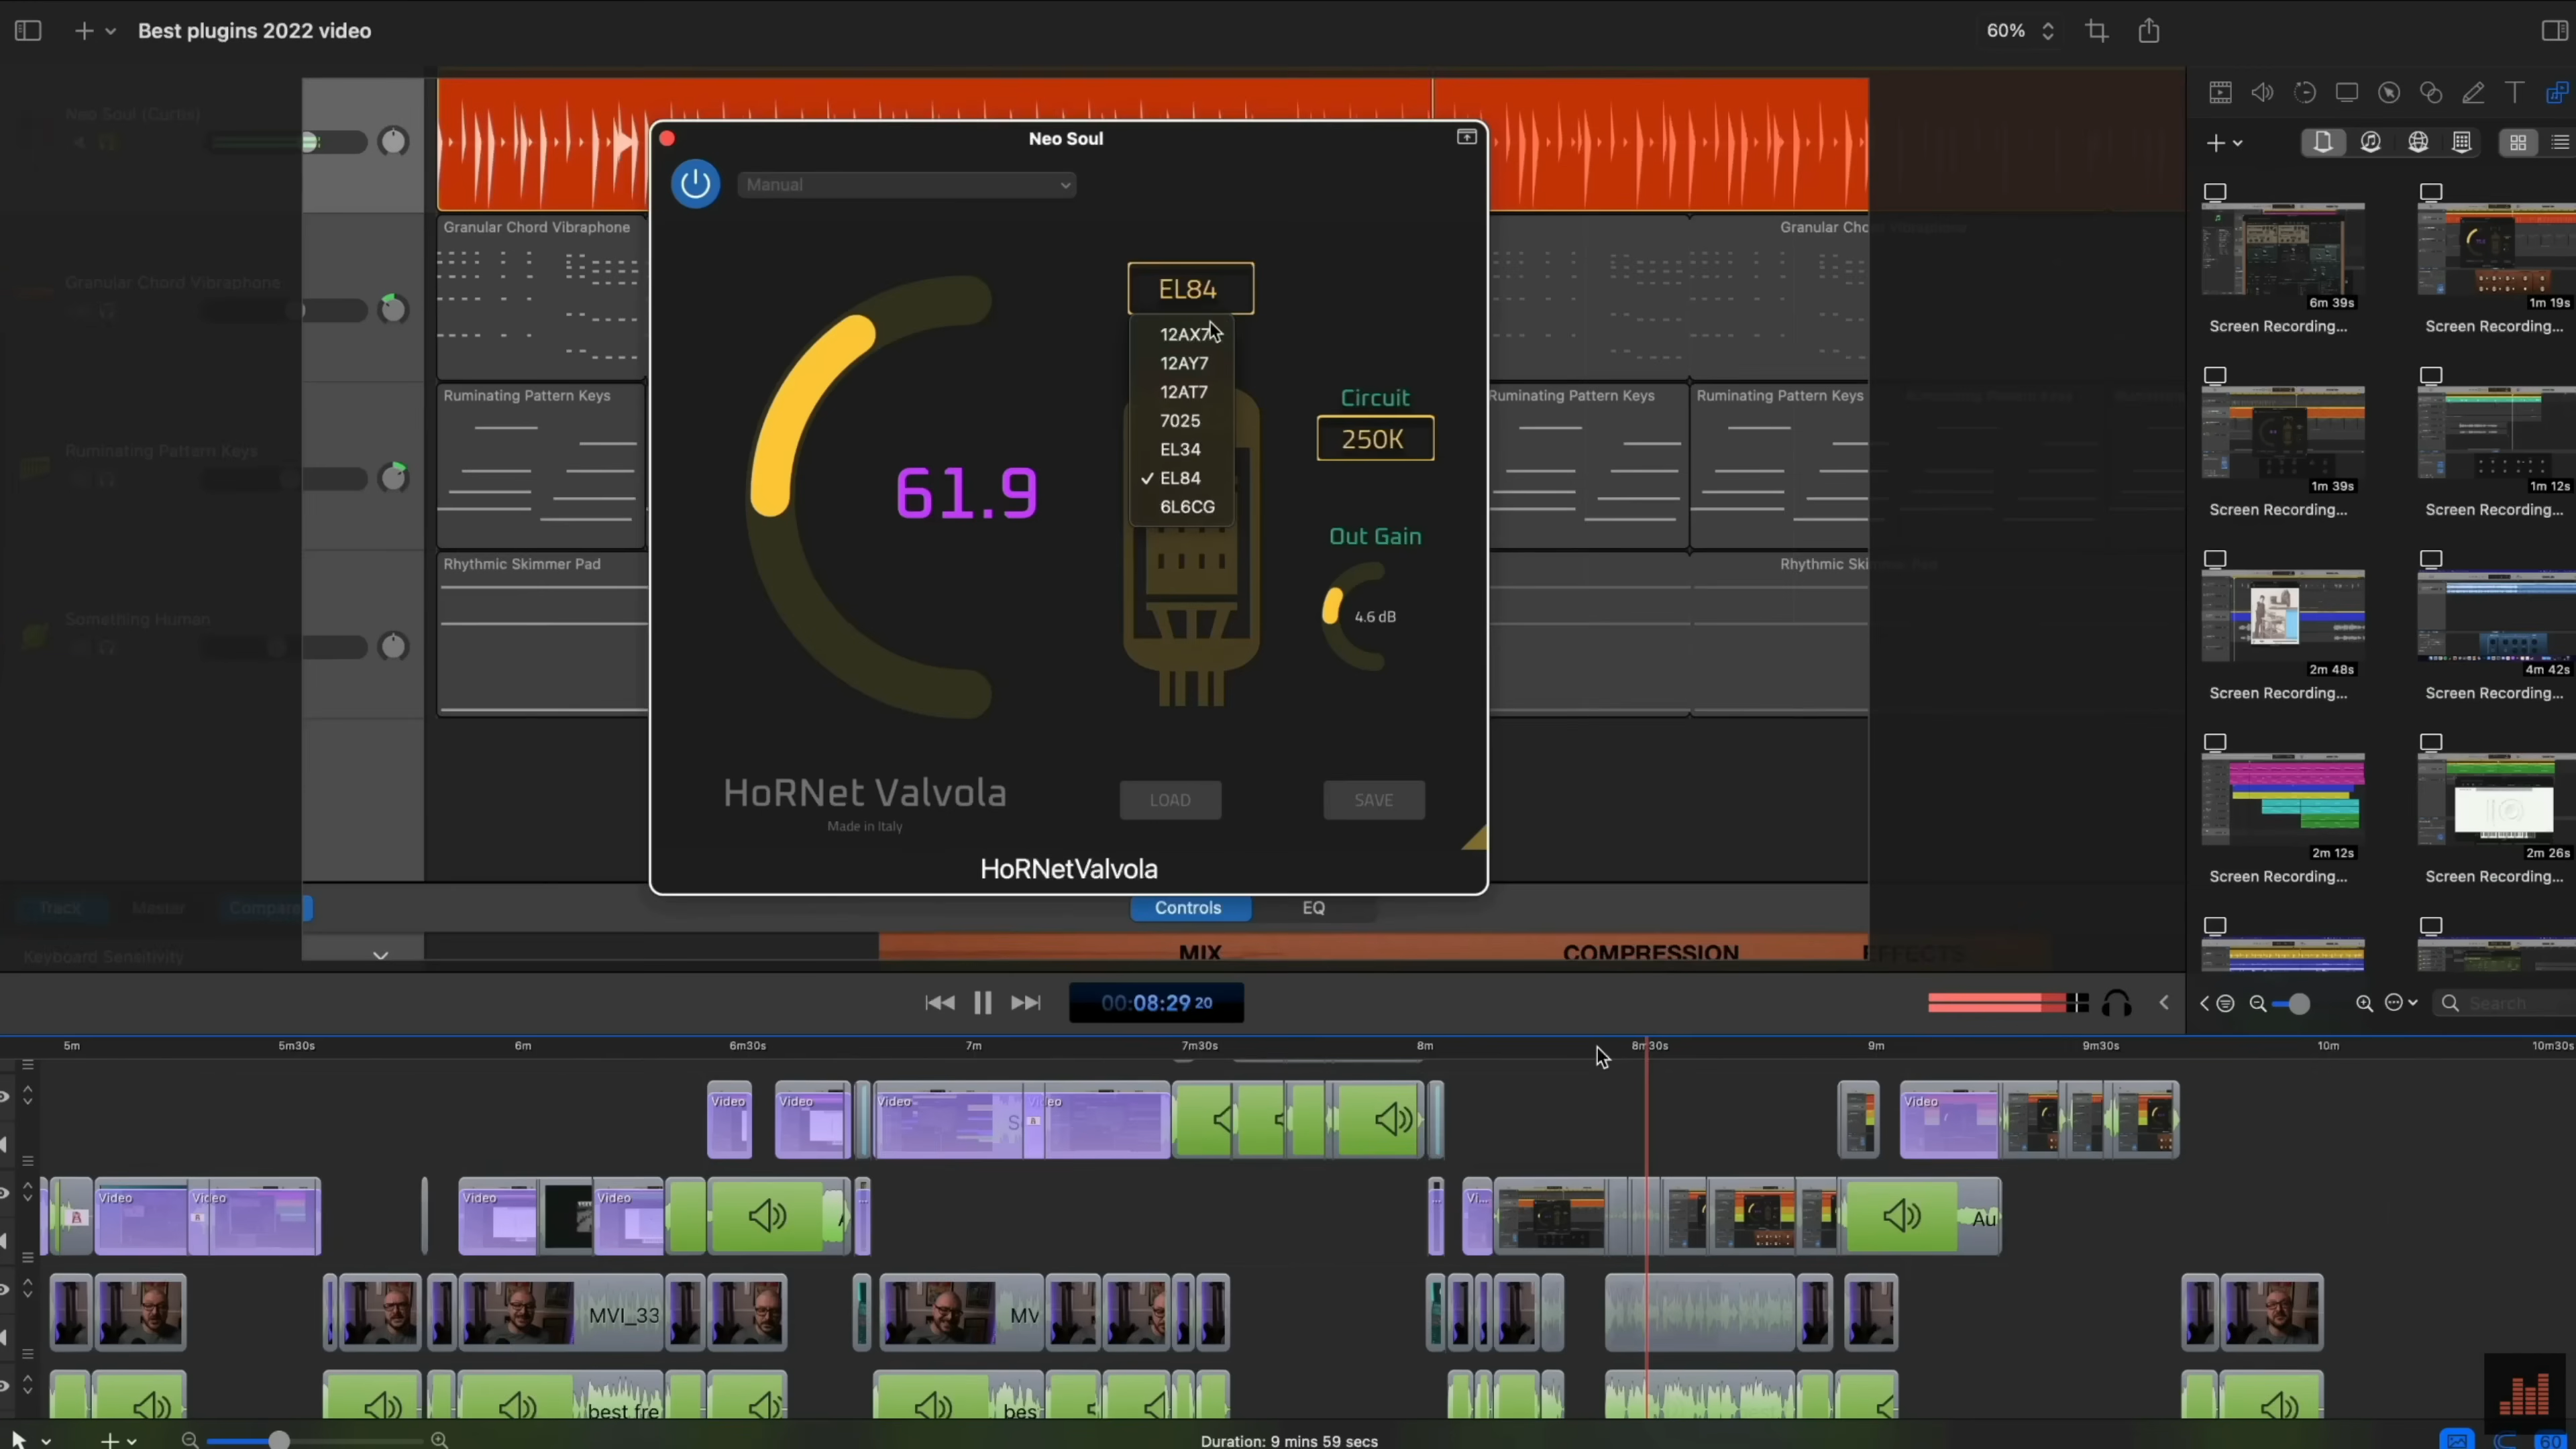 Best plugins 2022 video
60%
Neo Soul (Curtis)
Neo Soul
Manual
Granular Chord Vibraphone
Granular Chord Vibraphone
Granular Cho
EL84
12AX7
12AY7
12AT7
7025
EL34
EL84
6L6CG
Circuit
250K
61.9
Out Gain
4.6 dB
Ruminating Pattern Keys
Ruminating Pattern Keys
Ruminating Pattern Keys
Ruminating Pattern Keys
Rhythmic Skimmer Pad
Something Human
HoRNet Valvola
Made in Italy
LOAD
SAVE
HoRNetValvola
Track
Master
Compare
Controls
EQ
Keyboard Sensitivity
MIX
COMPRESSION
EFFECTS
6m 39s
1m 19s
Screen Recording...
Screen Recording...
1m 39s
1m 12s
Screen Recording...
Screen Recording...
2m 48s
4m 42s
Screen Recording...
Screen Recording...
2m 12s
2m 26s
Screen Recording...
Screen Recording...
00:08:29 20
Search
5m
5m30s
6m
6m30s
7m
7m30s
8m
8m30s
9m
9m30s
10m
10m30s
Video
Video
Video
Video
Video
Video
Video
Video
Vi...
Au
MVI_33
MV
best fre
bes
Duration: 9 mins 59 secs
60